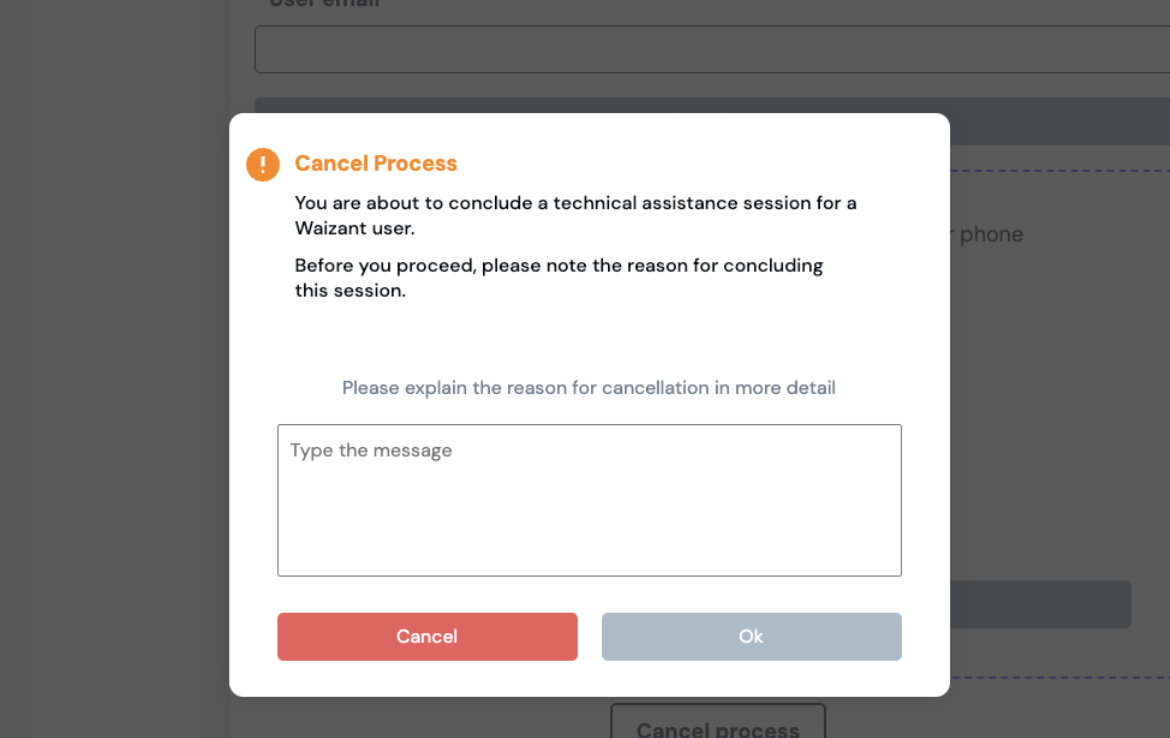 User email
Cancel Process
You are about to conclude a technical assistance session for a
Waizant user.
phone
Before you proceed, please note the reason for concluding
this session.
Please explain the reason for cancellation in more detail
Type the message
Cancel
Ok
Cancel process